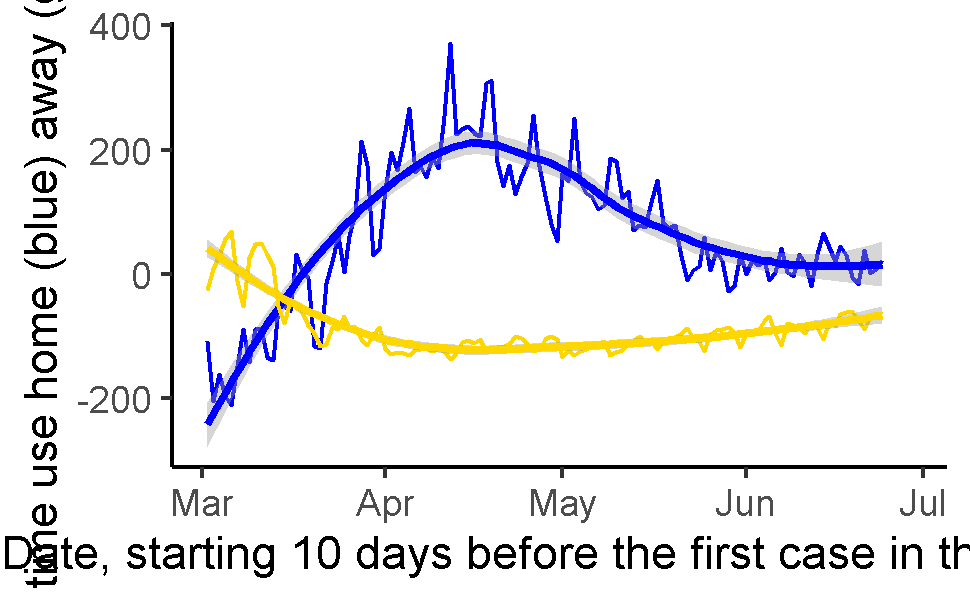 time use home (blue) away (
400
200
0
-200
Mar Apr May Jun Jul
Date, starting 10 days before the first case in th